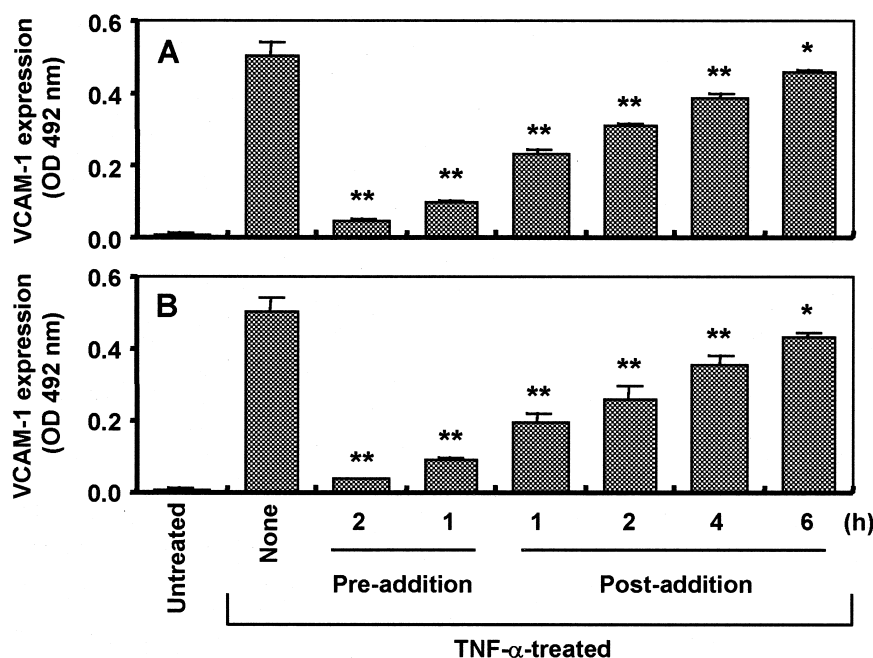 VCAM-1 expression
(OD 492 nm)
0.6
0.4
0.2
0.0
A
**
**
**
**
**
*
VCAM-1 expression
(OD 492 nm)
0.6
0.4
0.2
0.0
B
**
**
**
**
**
*
Untreated
None
2 1 1 2 4 6 (h)
Pre-addition Post-addition
TNF-α-treated